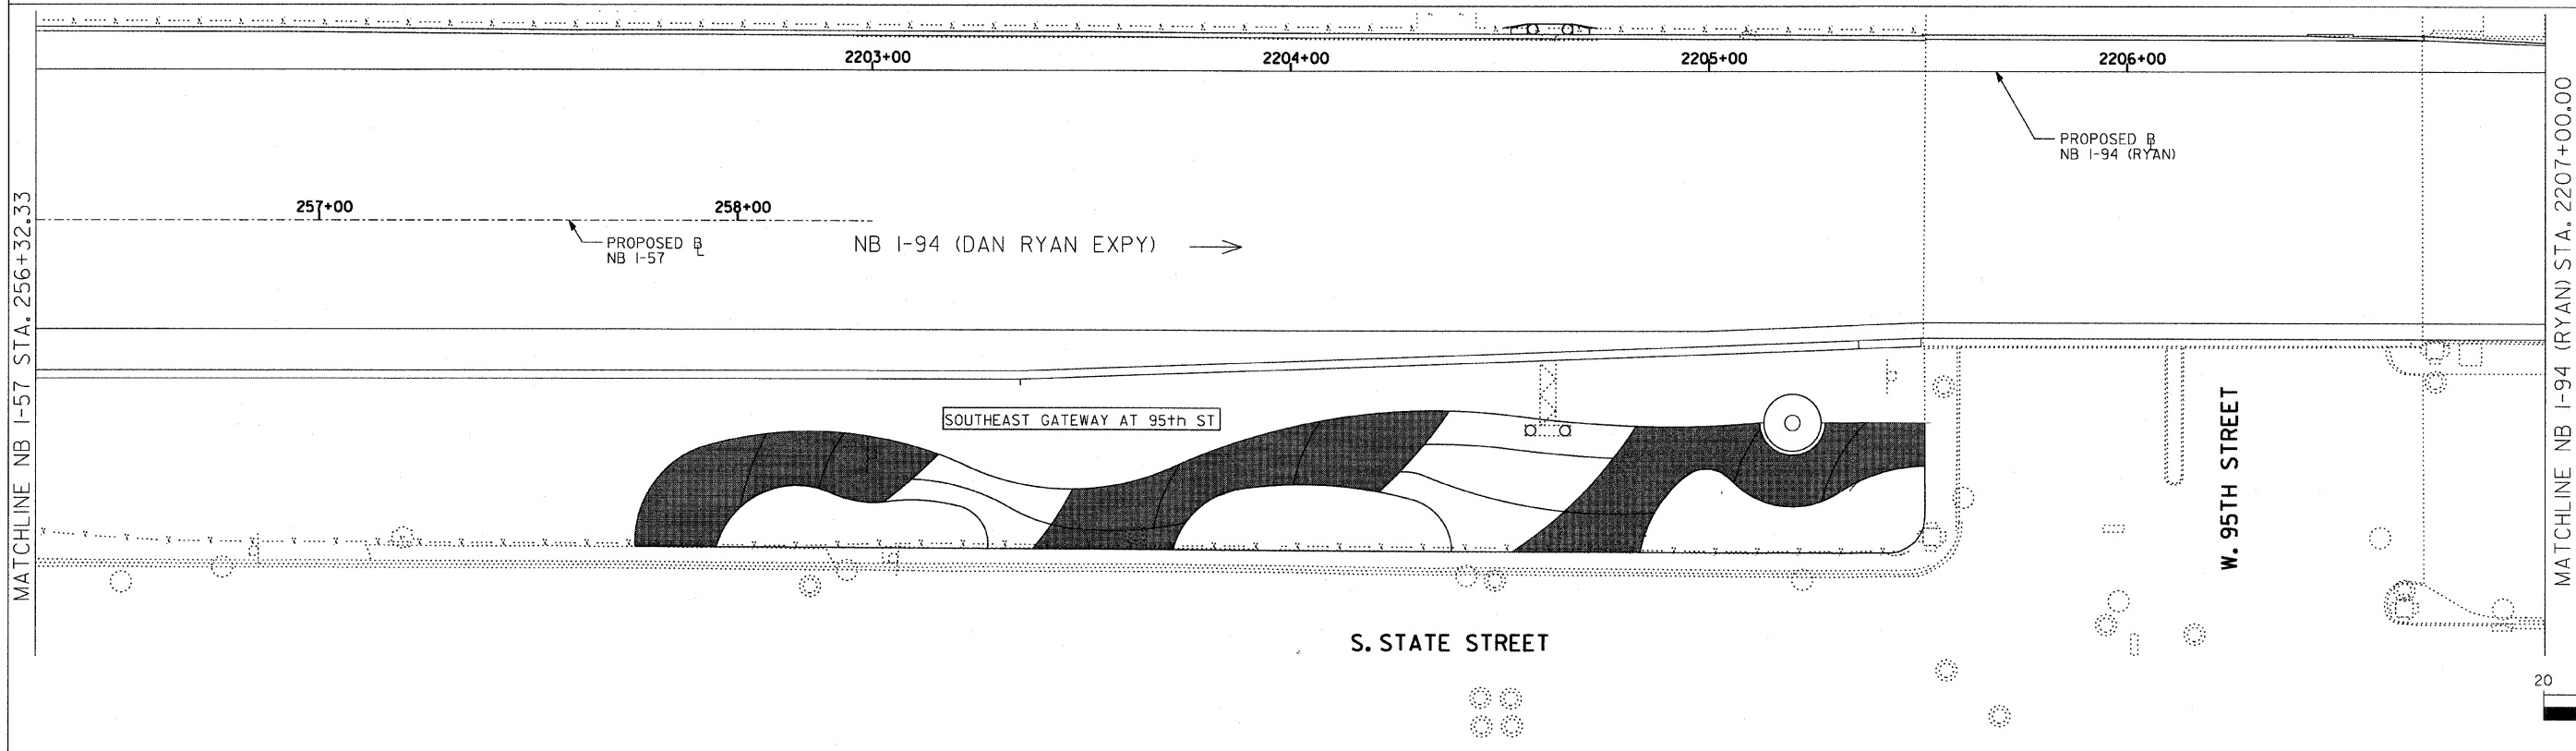 2203+00 2204+00 2205+00 2206+00
PROPOSED ℄
NB I-94 (RYAN)
257+00 258+00
PROPOSED ℄
NB I-57
NB I-94 (DAN RYAN EXPY)
MATCHLINE NB I-57 STA. 256+32.33
MATCHLINE NB I-94 (RYAN) STA. 2207+00.00
SOUTHEAST GATEWAY AT 95th ST
W. 95TH STREET
S. STATE STREET
20